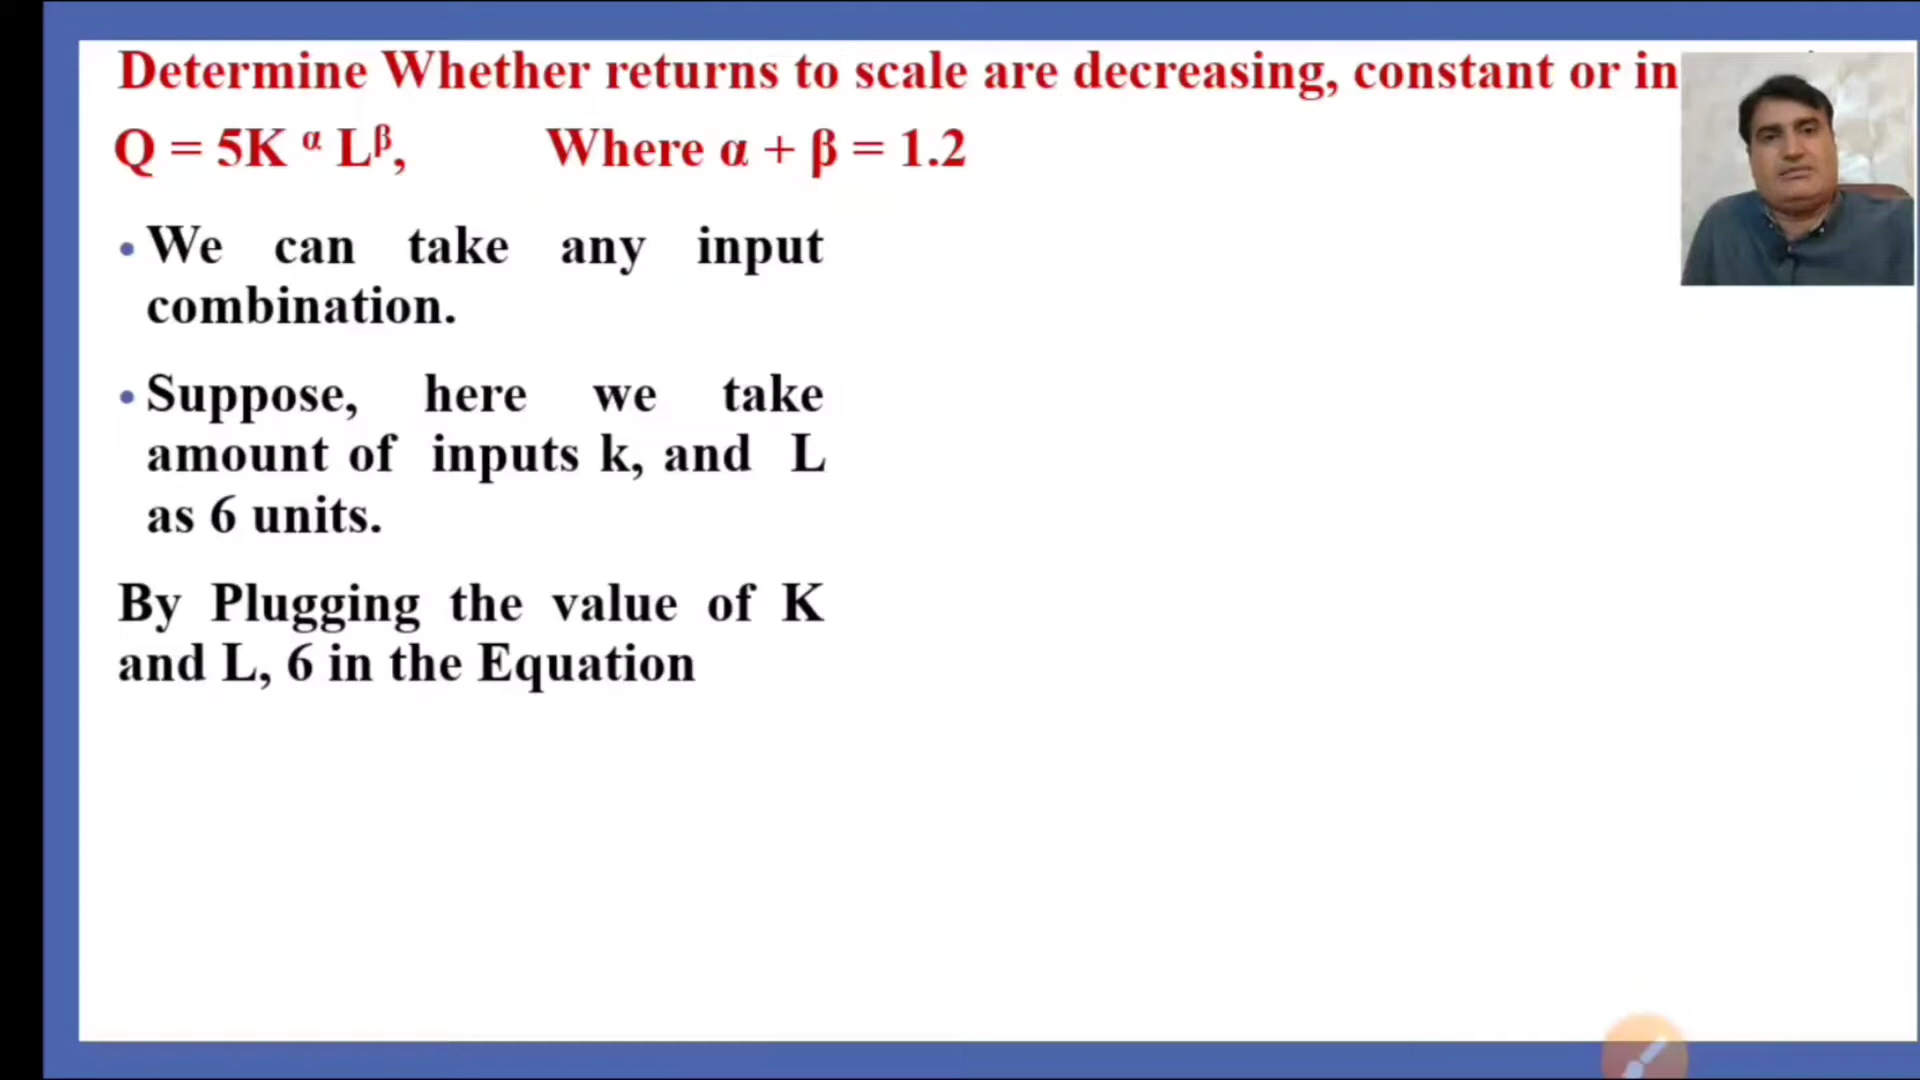 Determine Whether returns to scale are decreasing, constant or in
Q = 5K α Lβ, Where α + β = 1.2
• We can take any input
combination.
• Suppose, here we take
amount of inputs k, and L
as 6 units.
By Plugging the value of K
and L, 6 in the Equation